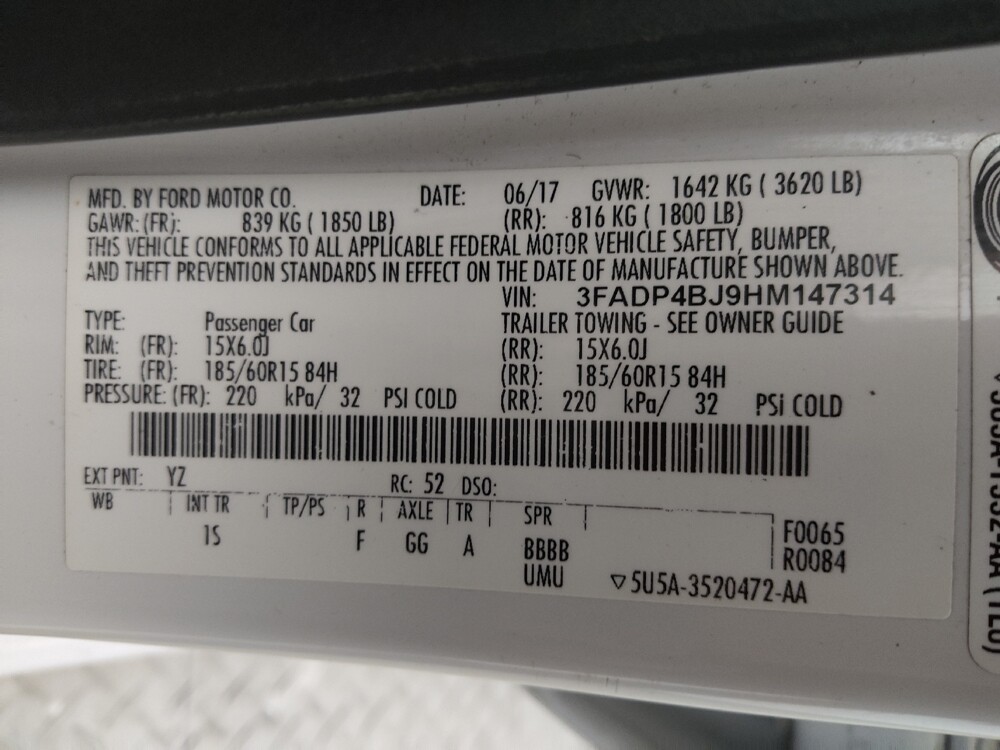 MFD. BY FORD MOTOR CO. DATE: 06/17 GVWR: 1642 KG ( 3620 LB)
GAWR: (FR): 839 KG ( 1850 LB) (RR): 816 KG ( 1800 LB)
THIS VEHICLE CONFORMS TO ALL APPLICABLE FEDERAL MOTOR VEHICLE SAFETY, BUMPER,
AND THEFT PREVENTION STANDARDS IN EFFECT ON THE DATE OF MANUFACTURE SHOWN ABOVE.
VIN: 3FADP4BJ9HM147314
TYPE: Passenger Car TRAILER TOWING - SEE OWNER GUIDE
RIM: (FR): 15X6.0J (RR): 15X6.0J
TIRE: (FR): 185/60R15 84H (RR): 185/60R15 84H
PRESSURE: (FR): 220 kPa/ 32 PSI COLD (RR): 220 kPa/ 32 PSi COLD
EXT PNT: YZ RC: 52 DSO:
WB INT TR TP/PS R AXLE TR SPR
IS F GG A BBBB
UMU
F0065
R0084
5U5A-3520472-AA